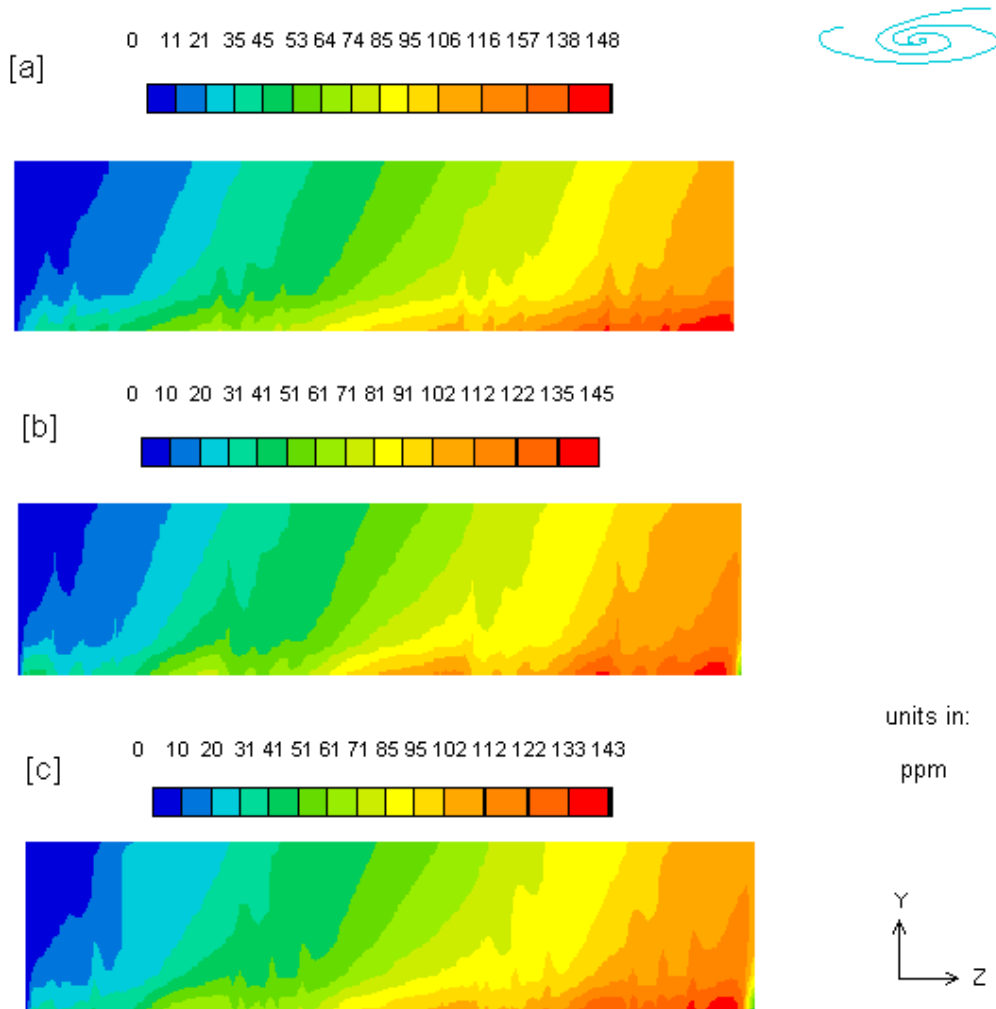 0 11 21 35 45 53 64 74 85 95 106 116 157 138 148
[a]
0 10 20 31 41 51 61 71 81 91 102 112 122 135 145
[b]
units in:
0 10 20 31 41 51 61 71 85 95 102 112 122 133 143
[c]
ppm
Y
Z